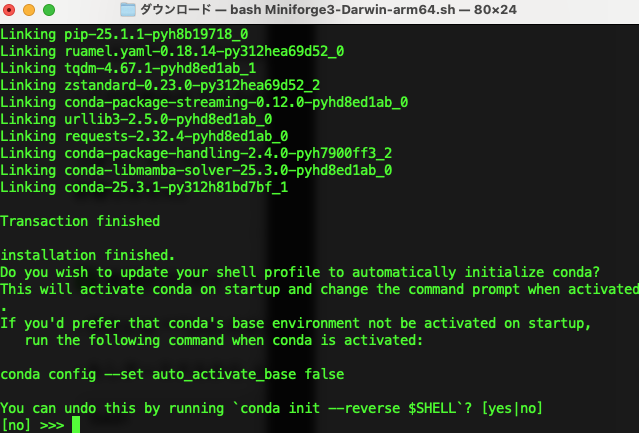 ダウンロード — bash Miniforge3-Darwin-arm64.sh — 80×24
Linking pip-25.1.1-pyh8b19718_0
Linking ruamel.yaml-0.18.14-py312hea69d52_0
Linking tqdm-4.67.1-pyhd8ed1ab_1
Linking zstandard-0.23.0-py312hea69d52_2
Linking conda-package-streaming-0.12.0-pyhd8ed1ab_0
Linking urllib3-2.5.0-pyhd8ed1ab_0
Linking requests-2.32.4-pyhd8ed1ab_0
Linking conda-package-handling-2.4.0-pyh7900ff3_2
Linking conda-libmamba-solver-25.3.0-pyhd8ed1ab_0
Linking conda-25.3.1-py312h81bd7bf_1
Transaction finished
installation finished.
Do you wish to update your shell profile to automatically initialize conda?
This will activate conda on startup and change the command prompt when activated
.
If you'd prefer that conda's base environment not be activated on startup,
   run the following command when conda is activated:
conda config --set auto_activate_base false
You can undo this by running `conda init --reverse $SHELL`? [yes|no]
[no] >>>